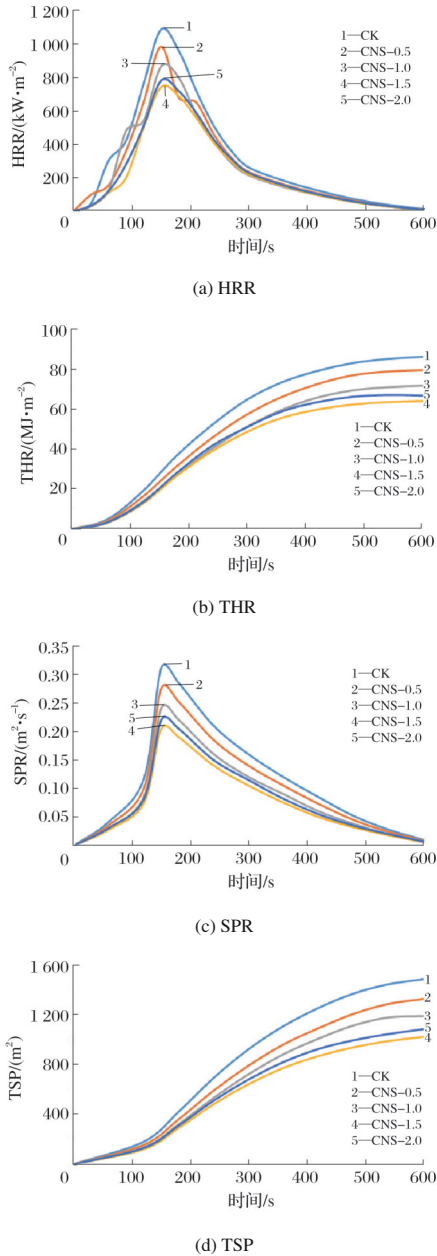 1 200
1 000
800
600
400
200
0
HRR/(kW·m⁻²)
1
2
3
5
4
1—CK
2—CNS-0.5
3—CNS-1.0
4—CNS-1.5
5—CNS-2.0
100 200 300 400 500 600
时间/s
(a) HRR
100
80
60
40
20
0
THR/(MJ·m⁻²)
1
2
3
5
4
1—CK
2—CNS-0.5
3—CNS-1.0
4—CNS-1.5
5—CNS-2.0
100 200 300 400 500 600
时间/s
(b) THR
0.35
0.30
0.25
0.20
0.15
0.10
0.05
0
SPR/(m²·s⁻¹)
1
2
3
5
4
1—CK
2—CNS-0.5
3—CNS-1.0
4—CNS-1.5
5—CNS-2.0
100 200 300 400 500 600
时间/s
(c) SPR
1 600
1 200
800
400
0
TSP/(m²)
1
2
3
5
4
1—CK
2—CNS-0.5
3—CNS-1.0
4—CNS-1.5
5—CNS-2.0
100 200 300 400 500 600
时间/s
(d) TSP